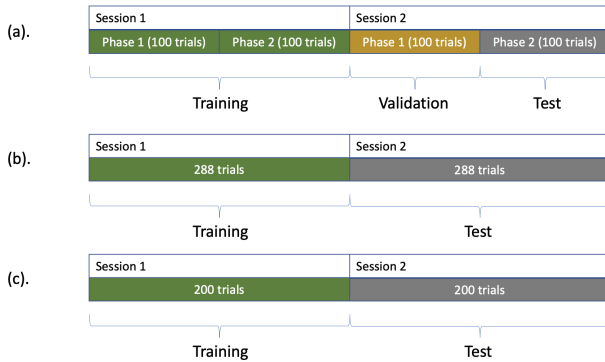 Session 1 Session 2
(a). Phase 1 (100 trials) Phase 2 (100 trials) Phase 1 (100 trials) Phase 2 (100 trials)
Training Validation Test
Session 1 Session 2
(b). 288 trials 288 trials
Training Test
Session 1 Session 2
(c). 200 trials 200 trials
Training Test